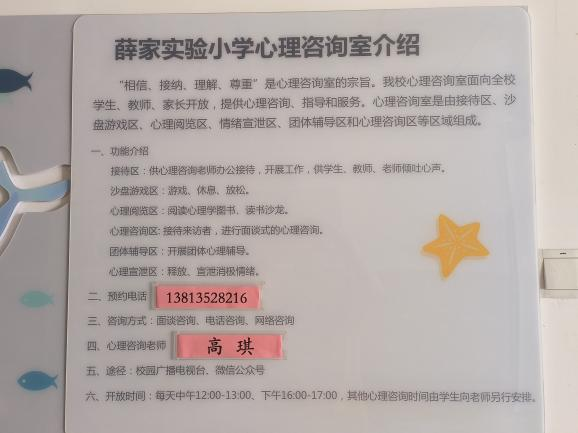 薛家实验小学心理咨询室介绍
“相信、接纳、理解、尊重”是心理咨询室的宗旨。我校心理咨询室面向全校
学生、教师、家长开放，提供心理咨询、指导和服务。心理咨询室是由接待区、沙
盘游戏区、心理阅览区、情绪宣泄区、团体辅导区和心理咨询区等区域组成。
一、功能介绍
接待区：供心理咨询老师办公接待，开展工作，供学生、教师、老师倾吐心声。
沙盘游戏区：游戏、休息、放松。
心理阅览区：阅读心理学图书、读书沙龙。
心理咨询区：接待来访者，进行面谈式的心理咨询。
团体辅导区：开展团体心理辅导。
心理宣泄区：释放、宣泄消极情绪。
二、预约电话 13813528216
三、咨询方式：面谈咨询、电话咨询、网络咨询
四、心理咨询老师 高 琪
五、途径：校园广播电视台、微信公众号
六、开放时间：每天中午12:00-13:00、下午16:00-17:00，其他心理咨询时间由学生向老师另行安排。